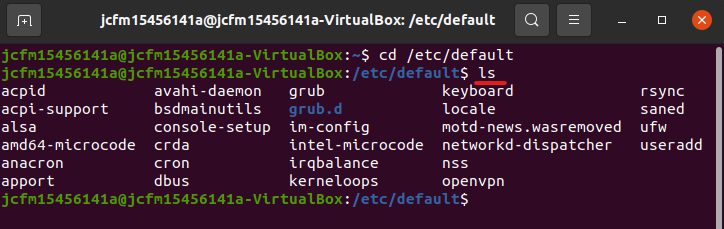 jcfm15456141a@jcfm15456141a-VirtualBox: /etc/default
jcfm15456141a@jcfm15456141a-VirtualBox:~$ cd /etc/default
jcfm15456141a@jcfm15456141a-VirtualBox:/etc/default$ ls
acpid avahi-daemon grub keyboard rsync
acpi-support bsdmainutils grub.d locale saned
alsa console-setup im-config motd-news.wasremoved ufw
amd64-microcode crda intel-microcode networkd-dispatcher useradd
anacron cron irqbalance nss
apport dbus kerneloops openvpn
jcfm15456141a@jcfm15456141a-VirtualBox:/etc/default$